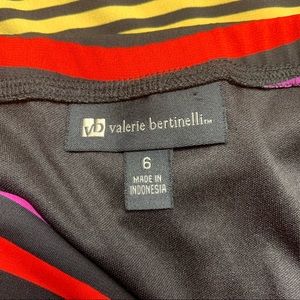 vb valerie bertinelli™
6
MADE IN
INDONESIA